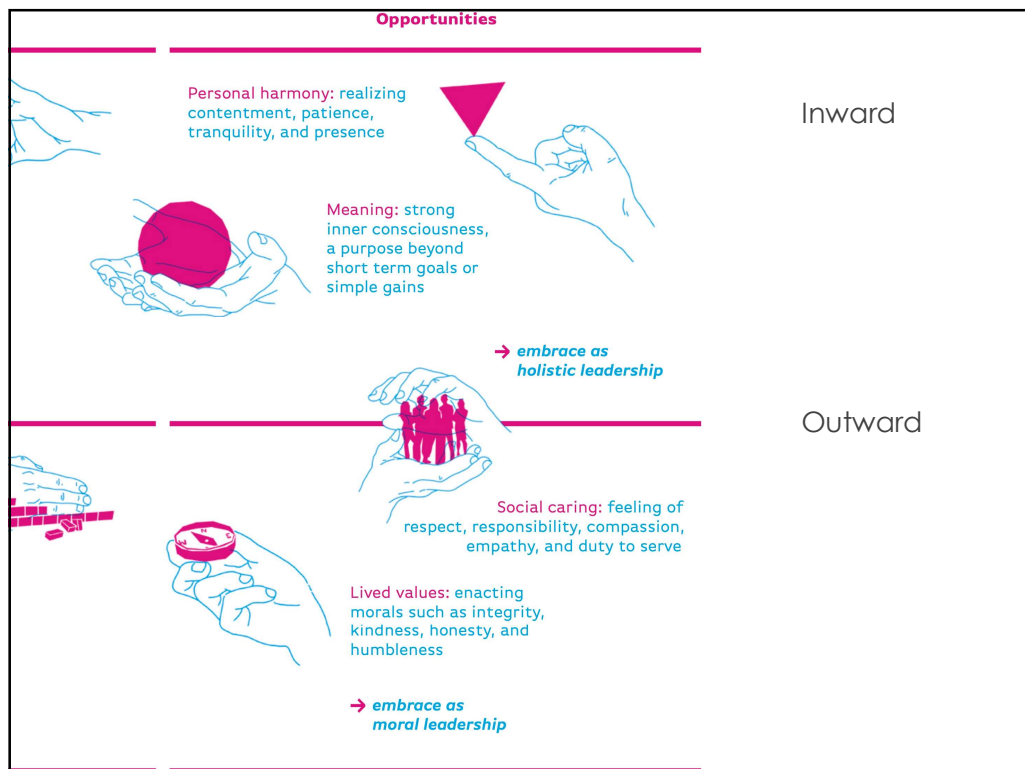 Opportunities
Personal harmony: realizing
contentment, patience,
tranquility, and presence
Inward
Meaning: strong
inner consciousness,
a purpose beyond
short term goals or
simple gains
→ embrace as
holistic leadership
Outward
Social caring: feeling of
respect, responsibility, compassion,
empathy, and duty to serve
N
E
W
Lived values: enacting
morals such as integrity,
kindness, honesty, and
humbleness
→ embrace as
moral leadership